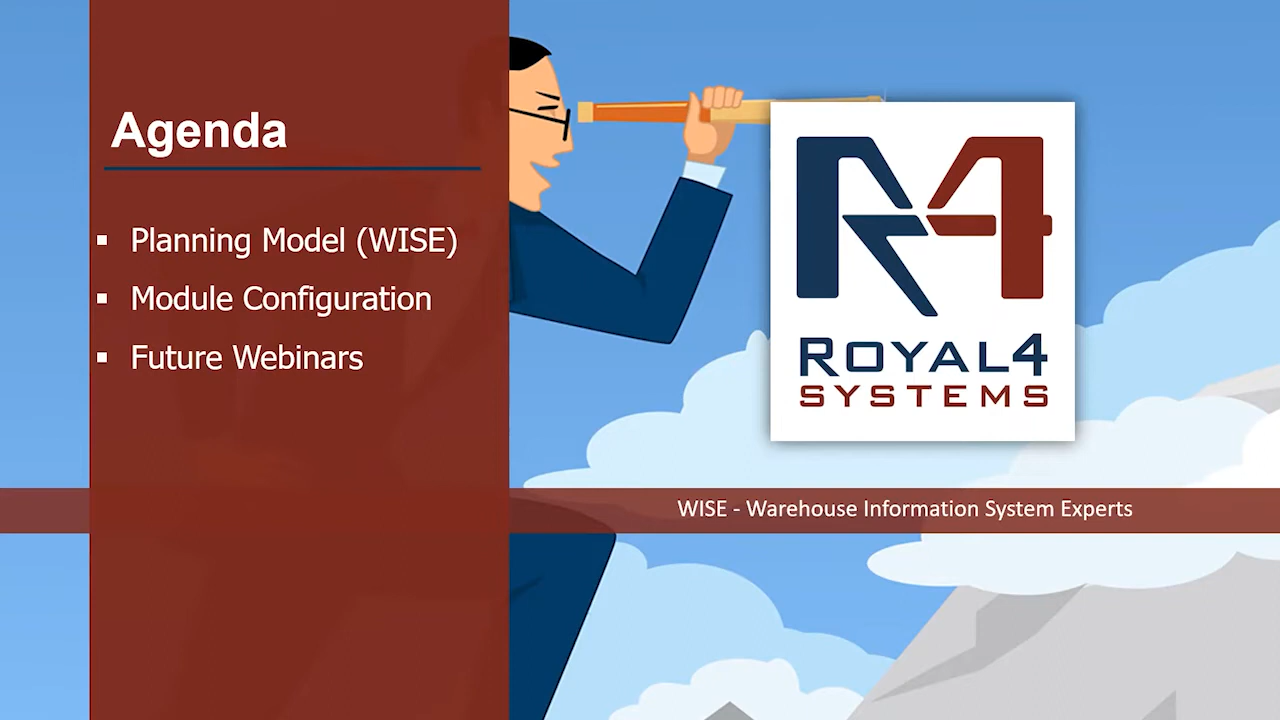 Agenda
▪ Planning Model (WISE)
▪ Module Configuration
▪ Future Webinars
R4
ROYAL4
SYSTEMS
WISE - Warehouse Information System Experts